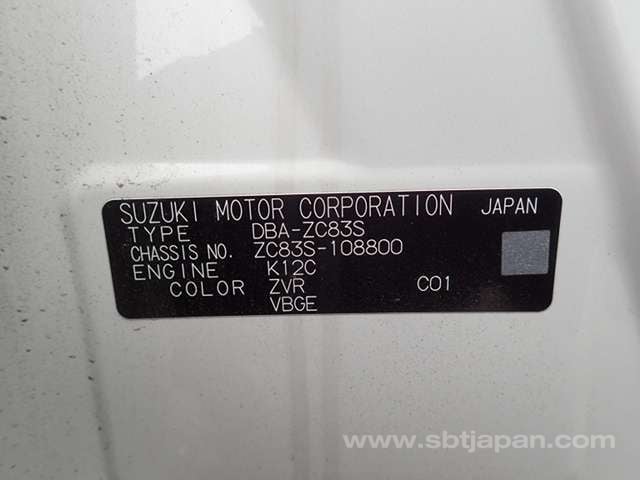 SUZUKI MOTOR CORPORATION JAPAN
TYPE DBA-ZC83S
CHASSIS NO. ZC83S-108800
ENGINE K12C
COLOR ZVR C01
VBGE
www.sbtjapan.com